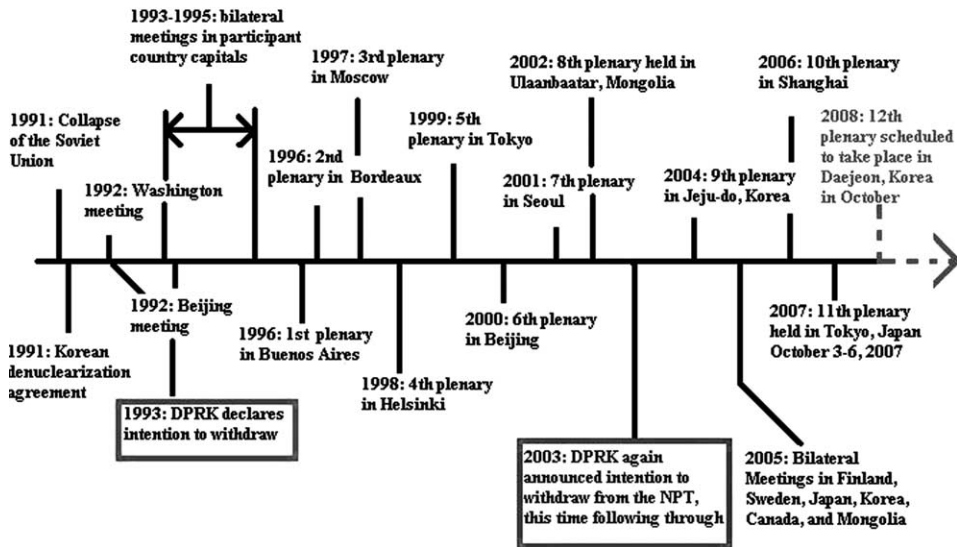 1993-1995: bilateral
meetings in participant
country capitals
1997: 3rd plenary
in Moscow
2002: 8th plenary held in
Ulaanbaatar, Mongolia
2006: 10th plenary
in Shanghai
1991: Collapse
of the Soviet
Union
1999: 5th
plenary in Tokyo
2008: 12th
plenary scheduled
to take place in
Daejeon, Korea
in October
1996: 2nd
plenary in Bordeaux
1992: Washington
meeting
2001: 7th plenary
in Seoul
2004: 9th plenary
in Jeju-do, Korea
1992: Beijing
meeting
1996: 1st plenary
in Buenos Aires
2000: 6th plenary
in Beijing
2007: 11th plenary
held in Tokyo, Japan
October 3-6, 2007
1991: Korean
denuclearization
agreement
1998: 4th plenary
in Helsinki
1993: DPRK declares
intention to withdraw
2003: DPRK again
announced intention to
withdraw from the NPT,
this time following through
2005: Bilateral
Meetings in Finland,
Sweden, Japan, Korea,
Canada, and Mongolia